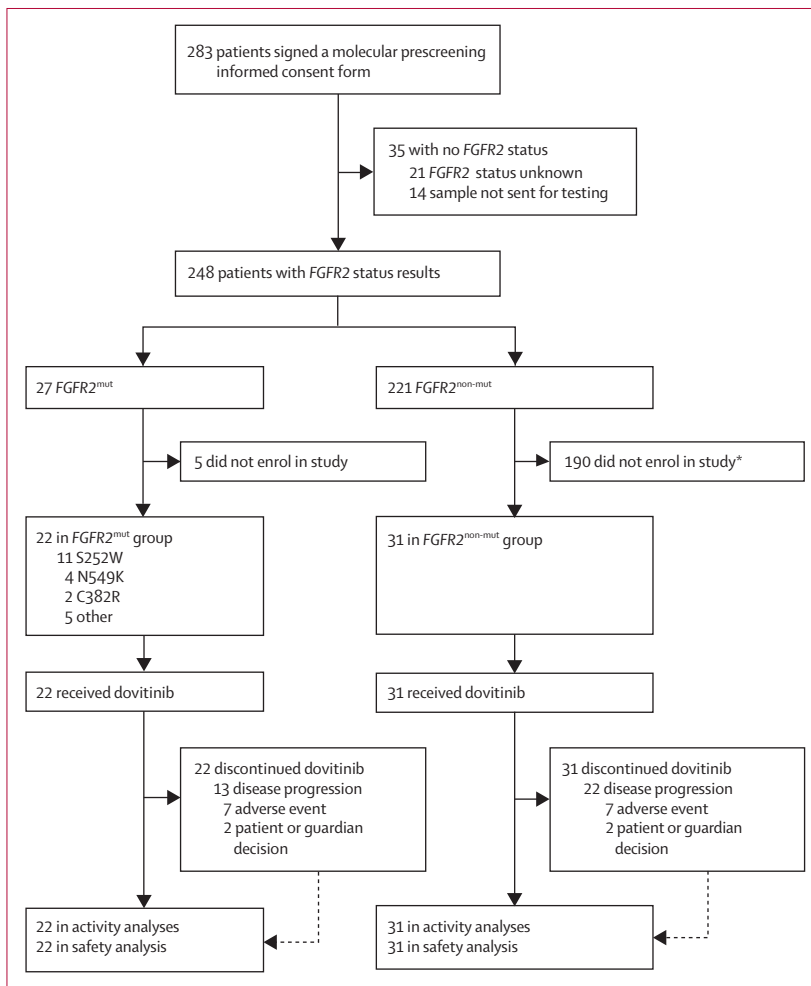 283 patients signed a molecular prescreening
informed consent form
35 with no FGFR2 status
21 FGFR2 status unknown
14 sample not sent for testing
248 patients with FGFR2 status results
27 FGFR2mut
221 FGFR2non-mut
5 did not enrol in study
190 did not enrol in study*
22 in FGFR2mut group
11 S252W
4 N549K
2 C382R
5 other
31 in FGFR2non-mut group
22 received dovitinib
31 received dovitinib
22 discontinued dovitinib
13 disease progression
7 adverse event
2 patient or guardian
decision
31 discontinued dovitinib
22 disease progression
7 adverse event
2 patient or guardian
decision
22 in activity analyses
22 in safety analysis
31 in activity analyses
31 in safety analysis